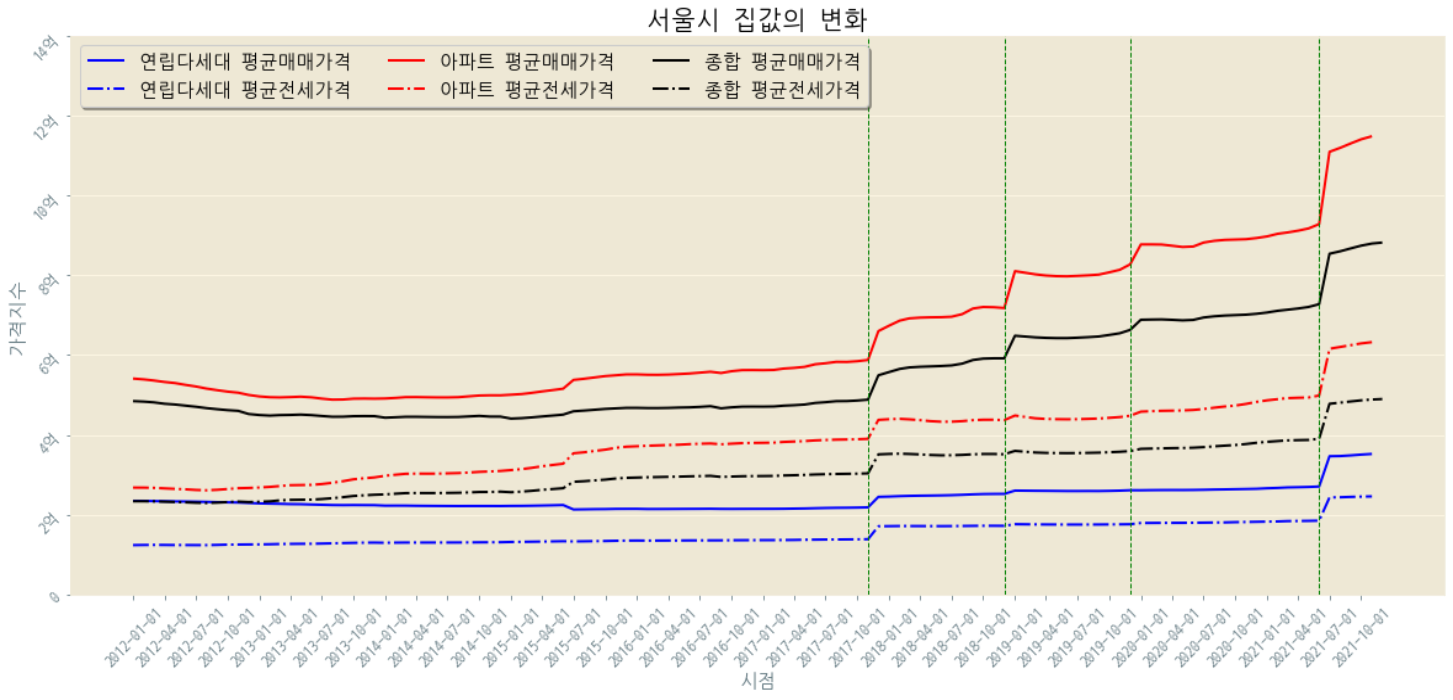 서울시 집값의 변화
연립다세대 평균매매가격 아파트 평균매매가격 종합 평균매매가격
연립다세대 평균전세가격 아파트 평균전세가격 종합 평균전세가격
14억
12억
10억
8억
6억
4억
2억
0
가격지수
2012-01-01 2012-04-01 2012-07-01 2012-10-01 2013-01-01 2013-04-01 2013-07-01 2013-10-01 2014-01-01 2014-04-01 2014-07-01 2014-10-01 2015-01-01 2015-04-01 2015-07-01 2015-10-01 2016-01-01 2016-04-01 2016-07-01 2016-10-01 2017-01-01 2017-04-01 2017-07-01 2017-10-01 2018-01-01 2018-04-01 2018-07-01 2018-10-01 2019-01-01 2019-04-01 2019-07-01 2019-10-01 2020-01-01 2020-04-01 2020-07-01 2020-10-01 2021-01-01 2021-04-01 2021-07-01 2021-10-01
시점